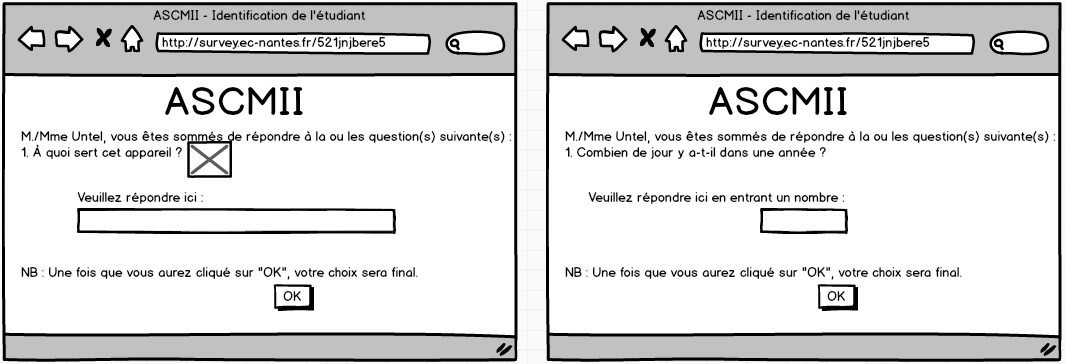 ASCMII - Identification de l'étudiant
http://survey.ec-nantes.fr/521jnjbere5
ASCMII
M./Mme Untel, vous êtes sommés de répondre à la ou les question(s) suivante(s) :
1. À quoi sert cet appareil ?
Veuillez répondre ici :
NB : Une fois que vous aurez cliqué sur "OK", votre choix sera final.
OK
ASCMII - Identification de l'étudiant
http://survey.ec-nantes.fr/521jnjbere5
ASCMII
M./Mme Untel, vous êtes sommés de répondre à la ou les question(s) suivante(s) :
1. Combien de jour y a-t-il dans une année ?
Veuillez répondre ici en entrant un nombre :
NB : Une fois que vous aurez cliqué sur "OK", votre choix sera final.
OK